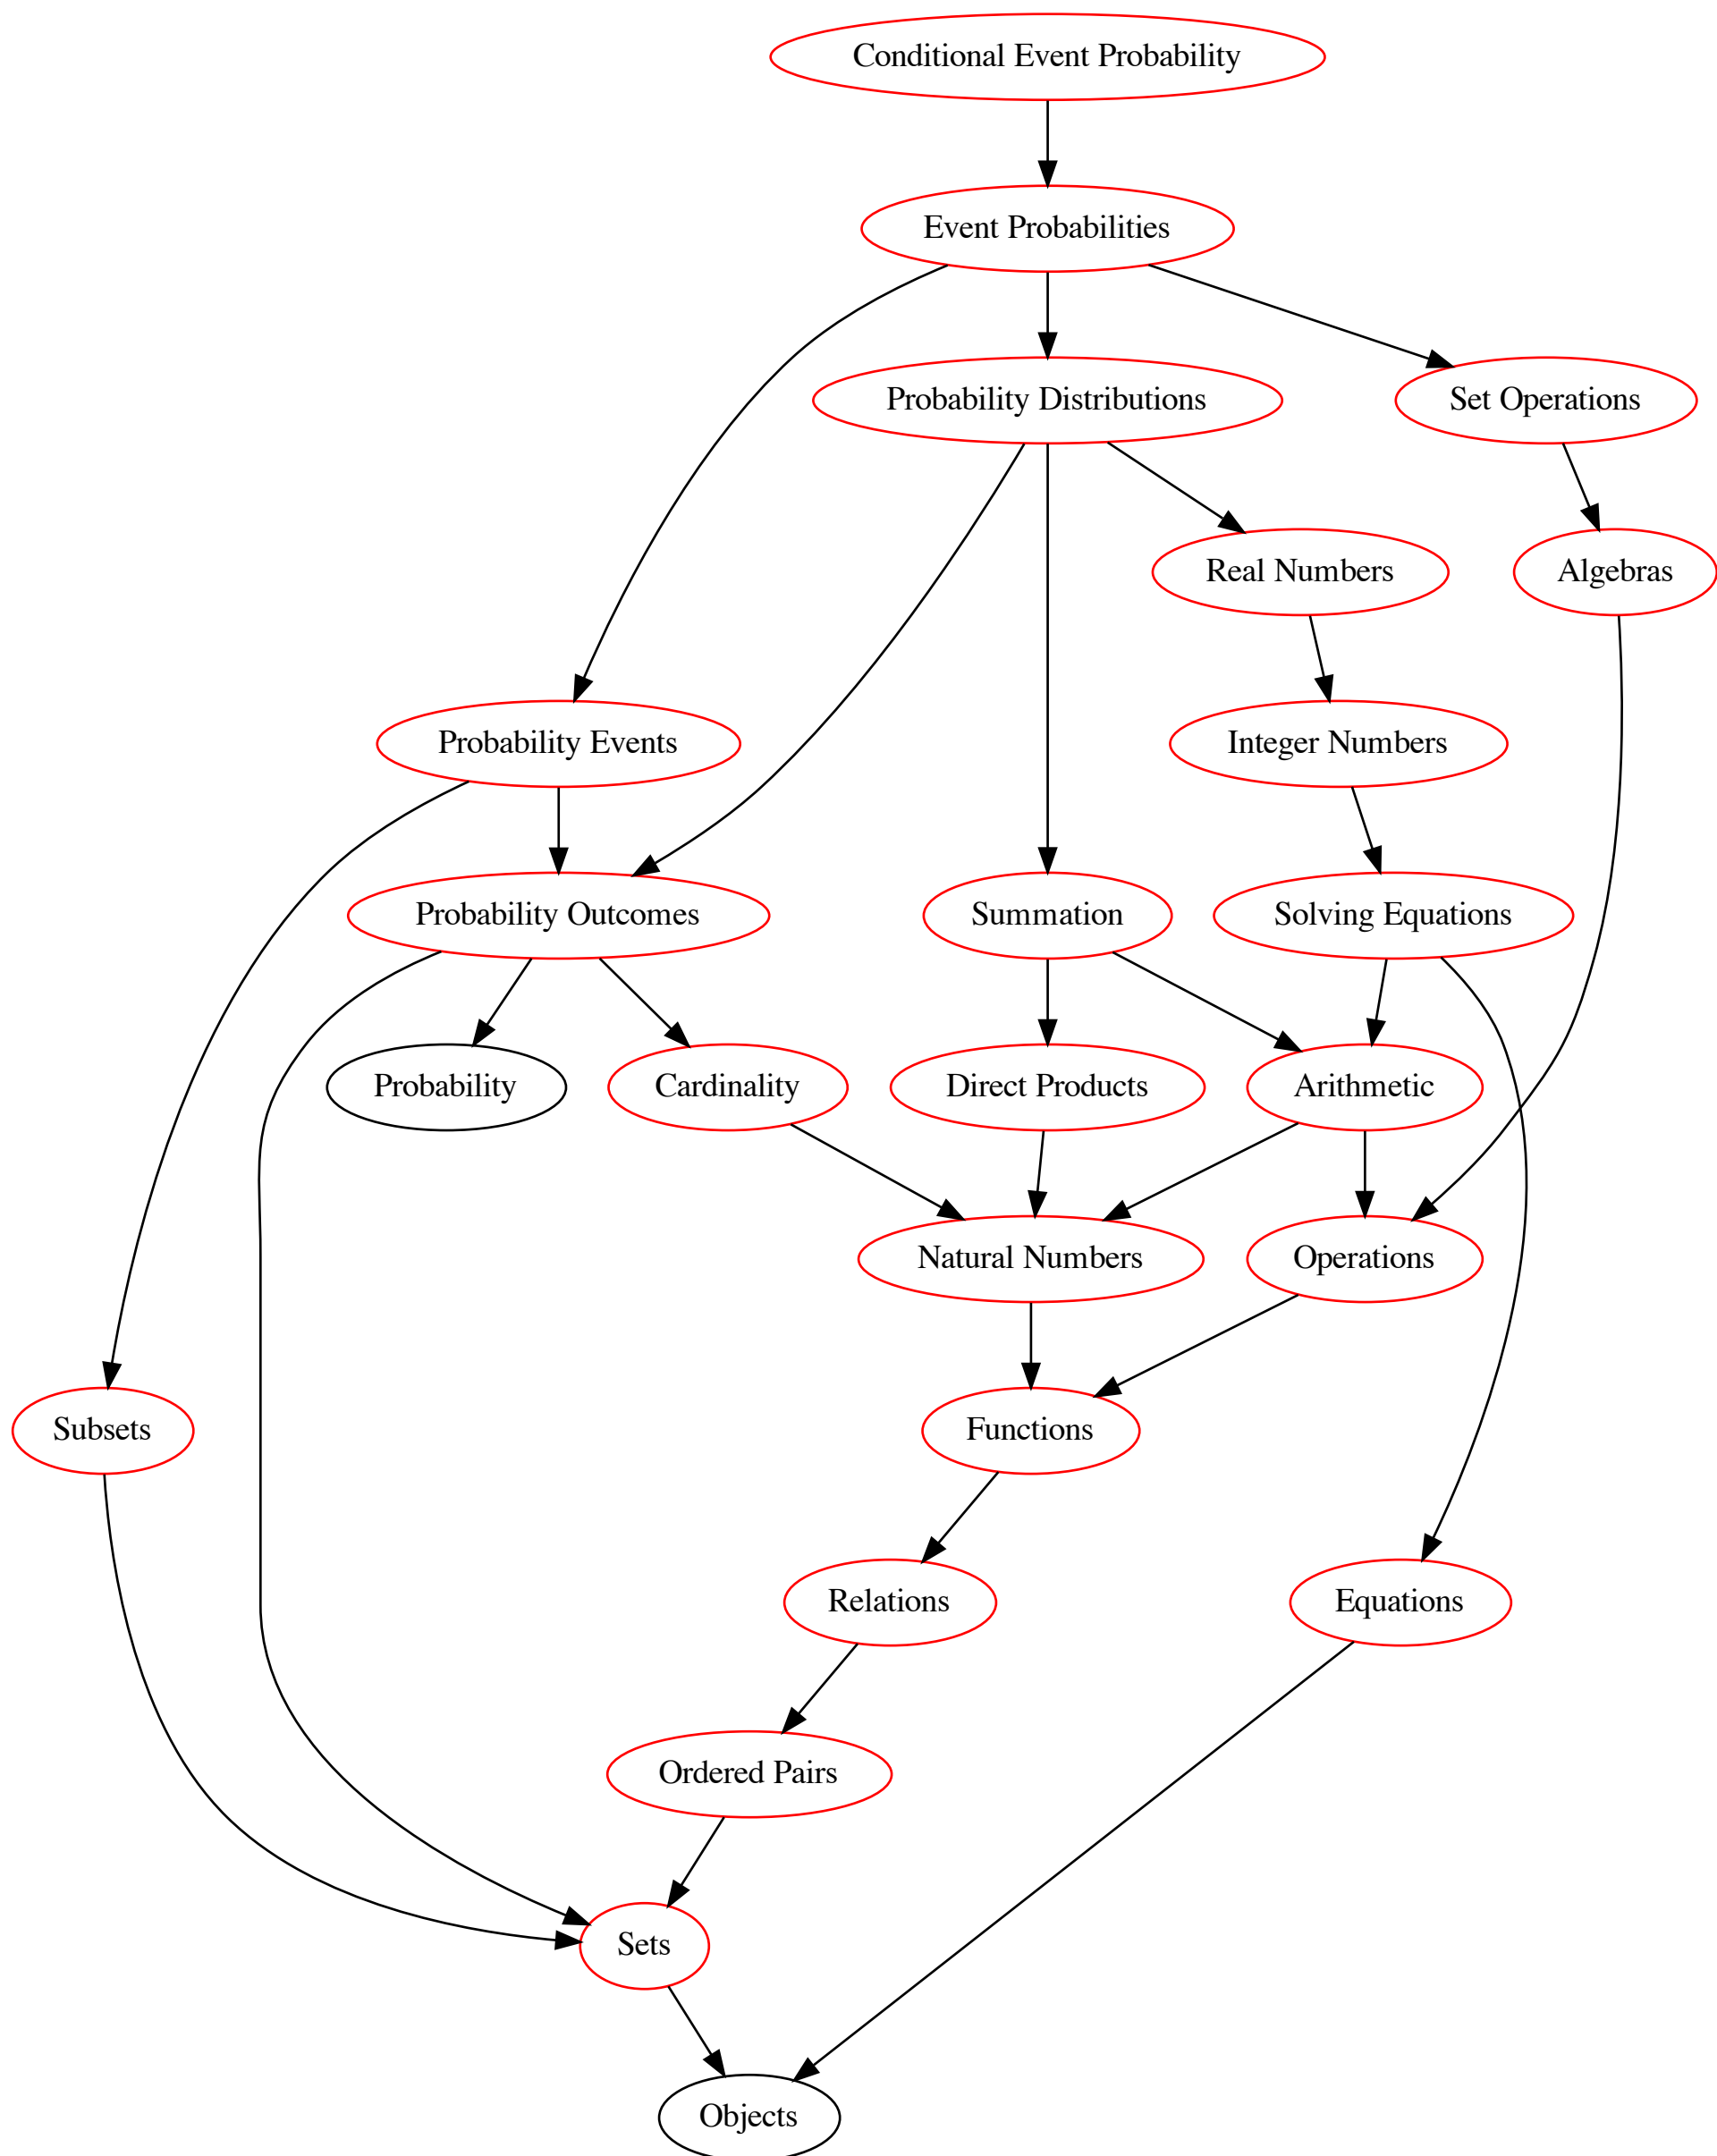 Conditional Event Probability
Event Probabilities
Probability Distributions
Set Operations
Real Numbers
Algebras
Probability Events
Integer Numbers
Probability Outcomes
Summation
Solving Equations
Probability
Cardinality
Direct Products
Arithmetic
Natural Numbers
Operations
Subsets
Functions
Relations
Equations
Ordered Pairs
Sets
Objects